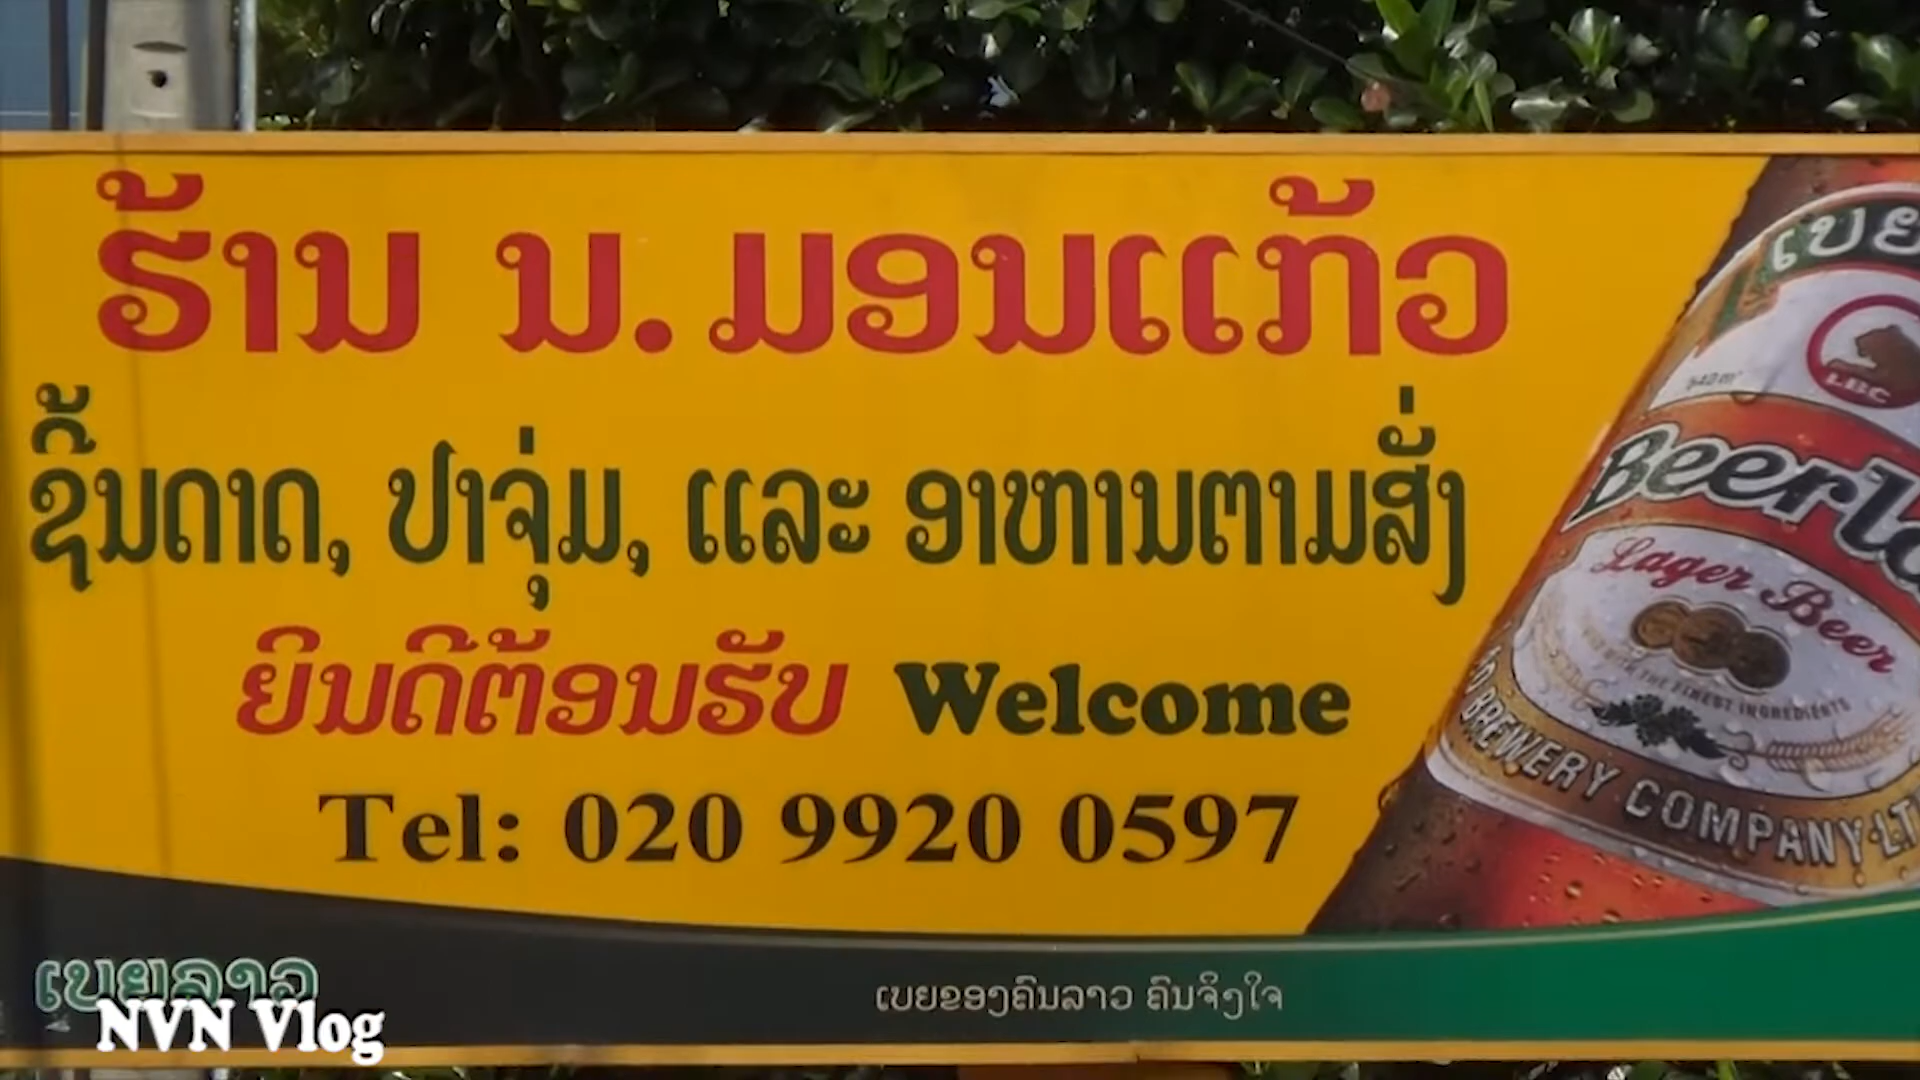 ຮ້ານ ນ. ມອນແກ້ວ
ຊີ້ນດາດ, ປາຈຸ່ມ, ແລະ ອາຫານຕາມສັ່ງ
ຍິນດີຕ້ອນຮັບ Welcome
Tel: 020 9920 0597
LBC
Lager Beer
BREWERY COMPANY
ເບຍລາວ
ເບຍຂອງຄົນລາວ ຄົນຈິງໃຈ
NVN Vlog